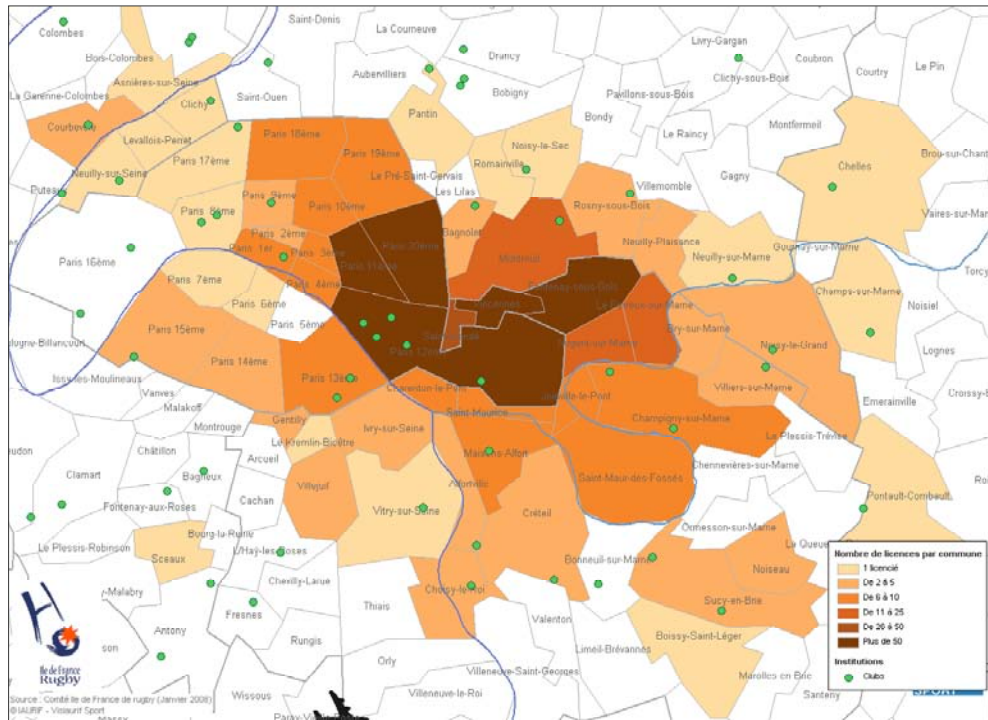 Saint-Denis
La Courneuve
Colombes
Livry-Gargan
Le Pin
Drancy
Coubron
Bois-Colombes
Courtry
Clichy-sous-Bois
Aubervilliers
Asnières-sur-Seine
Bobigny
Pavillons-sous-Bois
La Garenne-Colombes
Saint-Ouen
Clichy
Bondy
Montfermeil
Pantin
Courbevoie
Paris 18ème
Le Raincy
Levallois-Perret
Noisy-le-Sec
Brou-sur-Chant
Paris 19ème
Paris 17ème
Romainville
Chelles
Neuilly-sur-Seine
Le Pré-Saint-Gervais
Gagny
Villemomble
Puteaux
Les Lilas
Paris 9ème
Rosny-sous-Bois
Paris 8ème
Paris 10ème
Vaires-sur-Mar
Paris 2ème
Bagnolet
Neuilly-Plaisance
Paris 1er
Paris 3ème
Paris 20ème
Gournay-sur-Marne
Paris 16ème
Montreuil
Neuilly-sur-Marne
Paris 11ème
Torcy
Paris 7ème
Paris 4ème
Fontenay-sous-Bois
Champs-sur-Marne
Paris 6ème
Vincennes
Le Perreux-sur-Marne
Noisiel
Paris 5ème
Paris 15ème
Saint-Mandé
Bry-sur-Marne
ologne-Billancourt
Nogent-sur-Marne
Noisy-le-Grand
Lognes
Paris 12ème
Paris 14ème
Issy-les-Moulineaux
Paris 13ème
Charenton-le-Pont
Villiers-sur-Marne
Croissy-B
Vanves
Joinville-le-Pont
Malakoff
Emerainville
Saint-Maurice
Montrouge
Gentilly
Champigny-sur-Marne
Ivry-sur-Seine
Le Plessis-Trévise
Le Kremlin-Bicêtre
eudon
Châtillon
Arcueil
Maisons-Alfort
Clamart
Bagneux
Chennevières-sur-Marne
Saint-Maur-des-Fossés
Villejuif
Alfortville
Cachan
Pontault-Combault
Fontenay-aux-Roses
Vitry-sur-Seine
Créteil
Ormesson-sur-Marne
Bourg-la-Reine
La Queue
Le Plessis-Robinson
L'Haÿ-les-Roses
Sceaux
Bonneuil-sur-Marne
Noiseau
Chevilly-Larue
Choisy-le-Roi
y-Malabry
Sucy-en-Brie
Thiais
Fresnes
Valenton
Antony
Boissy-Saint-Léger
Rungis
Limeil-Brévannes
Orly
Villeneuve-Saint-Georges
Marolles-en-Brie
Wissous
Villeneuve-le-Roi
Santeny
Nombre de licences par commune
1 licencié
De 2 à 5
De 6 à 10
De 11 à 25
De 26 à 50
Plus de 50
Institutions
Clubs
SPORT
Ile de France
Rugby
Source : Comité Ile de France de rugby (Janvier 2008)
©IAURIF - Visaurif Sport